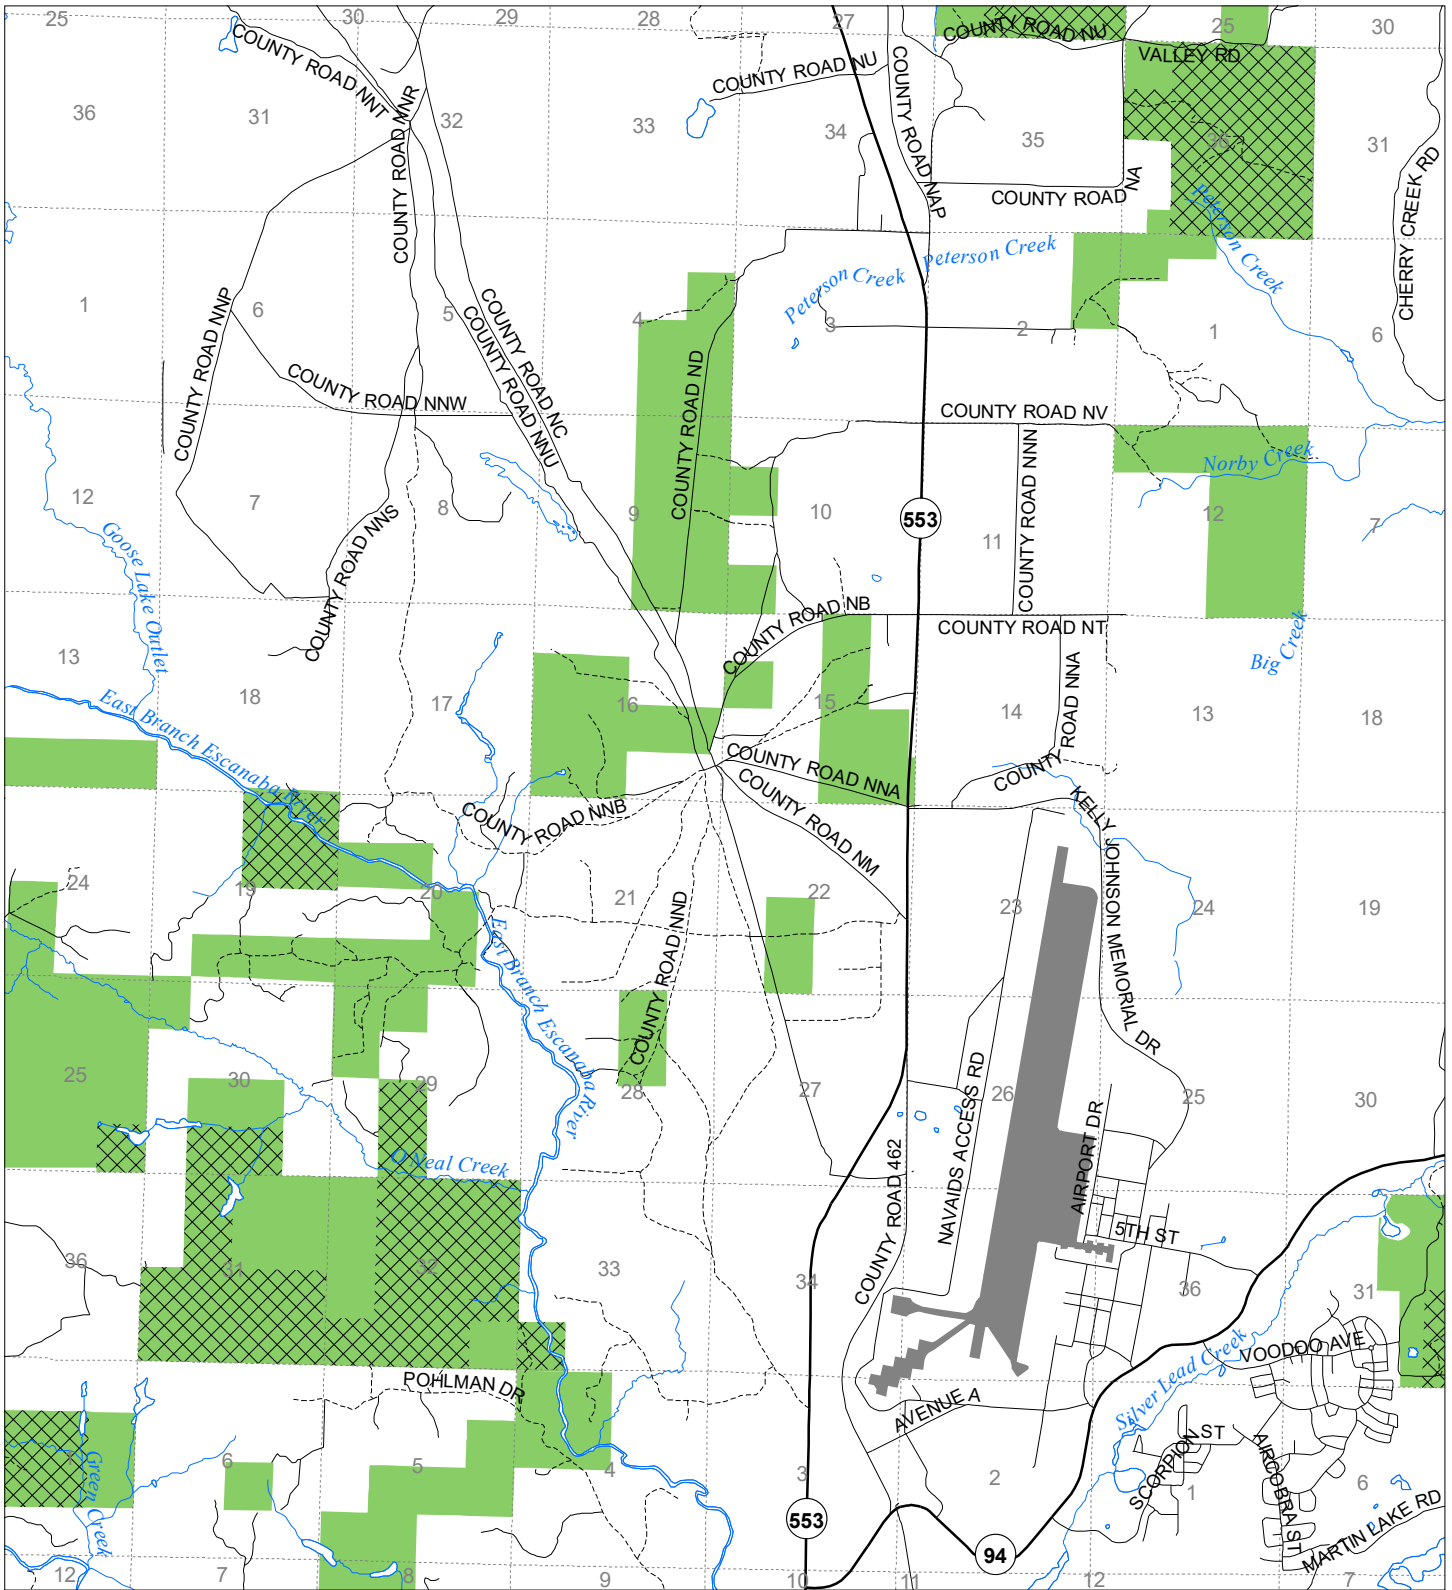 25
30
29
28
27
25
30
COUNTY ROAD NU
VALLEY RD
COUNTY ROAD NNT
COUNTY ROAD NU
COUNTY ROAD NAP
36
31
COUNTY ROAD NNR
32
33
34
35
36
31
COUNTY ROAD NA
CHERRY CREEK RD
Peterson Creek
Peterson Creek
Peterson Creek
1
6
5
4
3
2
1
6
COUNTY ROAD NNP
COUNTY ROAD NC
COUNTY ROAD NNU
COUNTY ROAD ND
COUNTY ROAD NNW
COUNTY ROAD NV
COUNTY ROAD NNN
Norby Creek
12
7
8
9
10
553
11
12
7
COUNTY ROAD NNS
Goose Lake Outlet
COUNTY ROAD NB
COUNTY ROAD NT
Big Creek
13
18
17
16
15
14
13
18
COUNTY ROAD NNA
East Branch Escanaba River
COUNTY ROAD NNA
COUNTY ROAD NNB
COUNTY ROAD NM
KELLY JOHNSON MEMORIAL DR
24
19
20
21
22
23
24
19
COUNTY ROAD NND
East Branch Escanaba River
25
30
29
28
27
26
25
30
NAVAIDS ACCESS RD
AIRPORT DR
O Neal Creek
COUNTY ROAD 462
5TH ST
36
31
32
33
34
36
31
Silver Lead Creek
VOODOO AVE
POHLMAN DR
AVENUE A
SCORPION ST
AIRCOBRA ST
1
6
5
4
3
2
1
6
Green Creek
553
94
MARTIN LAKE RD
12
7
8
9
10
11
12
7